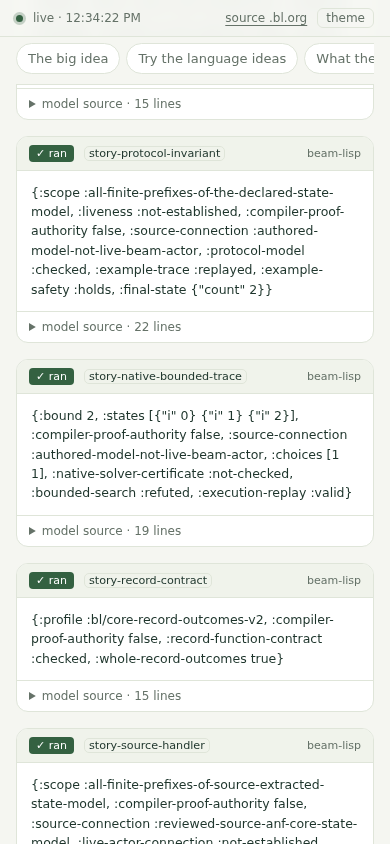 live · 12:34:22 PM
source .bl.org
theme
The big idea
Try the language ideas
What the
model source · 15 lines
✓ ran story-protocol-invariant beam-lisp
{:scope :all-finite-prefixes-of-the-declared-state-
model, :liveness :not-established, :compiler-proof-
authority false, :source-connection :authored-
model-not-live-beam-actor, :protocol-model
:checked, :example-trace :replayed, :example-
safety :holds, :final-state {"count" 2}}
model source · 22 lines
✓ ran story-native-bounded-trace beam-lisp
{:bound 2, :states [{"i" 0} {"i" 1} {"i" 2}],
:compiler-proof-authority false, :source-connection
:authored-model-not-live-beam-actor, :choices [1
1], :native-solver-certificate :not-checked,
:bounded-search :refuted, :execution-replay :valid}
model source · 19 lines
✓ ran story-record-contract beam-lisp
{:profile :bl/core-record-outcomes-v2, :compiler-
proof-authority false, :record-function-contract
:checked, :whole-record-outcomes true}
model source · 15 lines
✓ ran story-source-handler beam-lisp
{:scope :all-finite-prefixes-of-source-extracted-
state-model, :compiler-proof-authority false,
:source-connection :reviewed-source-anf-core-state-
model, :live-actor-connection :not-established,